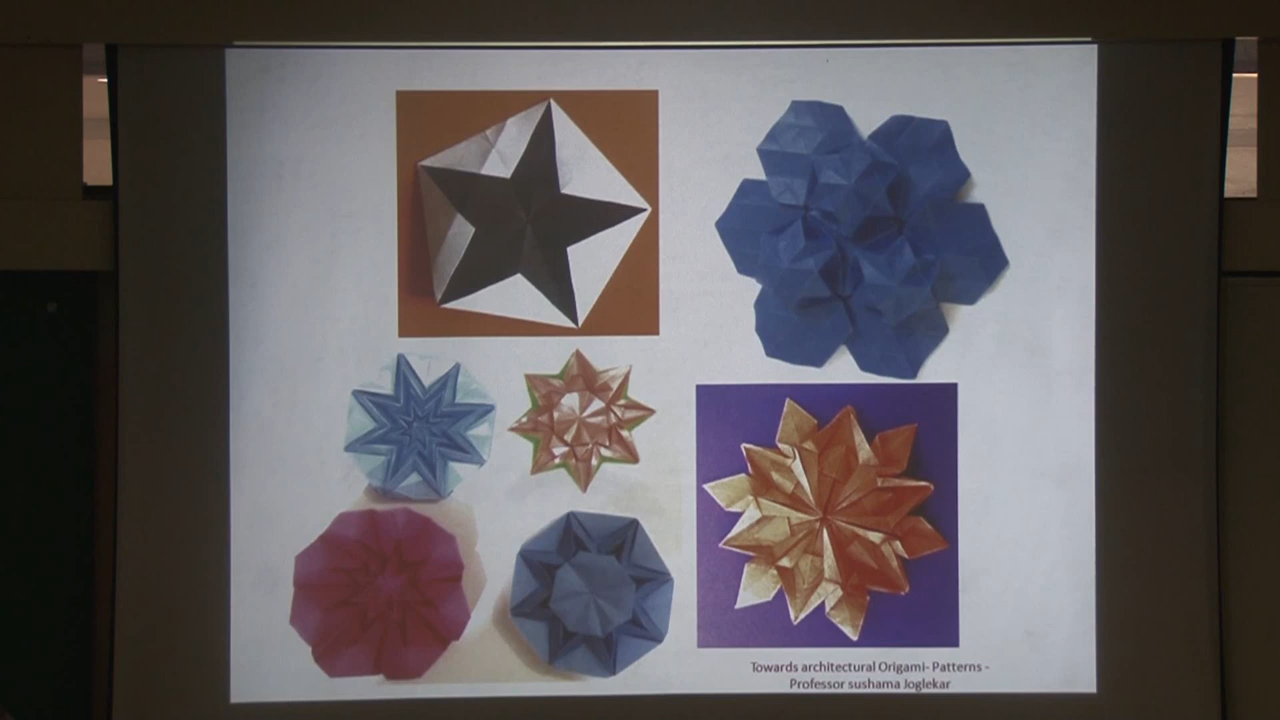 Towards architectural Origami- Patterns -
Professor sushama Joglekar